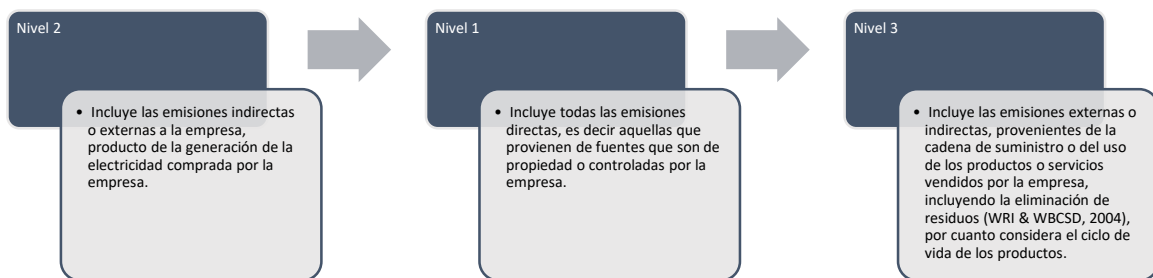 Nivel 2
• Incluye las emisiones indirectas
o externas a la empresa,
producto de la generación de la
electricidad comprada por la
empresa.
Nivel 1
• Incluye todas las emisiones
directas, es decir aquellas que
provienen de fuentes que son de
propiedad o controladas por la
empresa.
Nivel 3
• Incluye las emisiones externas o
indirectas, provenientes de la
cadena de suministro o del uso
de los productos o servicios
vendidos por la empresa,
incluyendo la eliminación de
residuos (WRI & WBCSD, 2004),
por cuanto considera el ciclo de
vida de los productos.